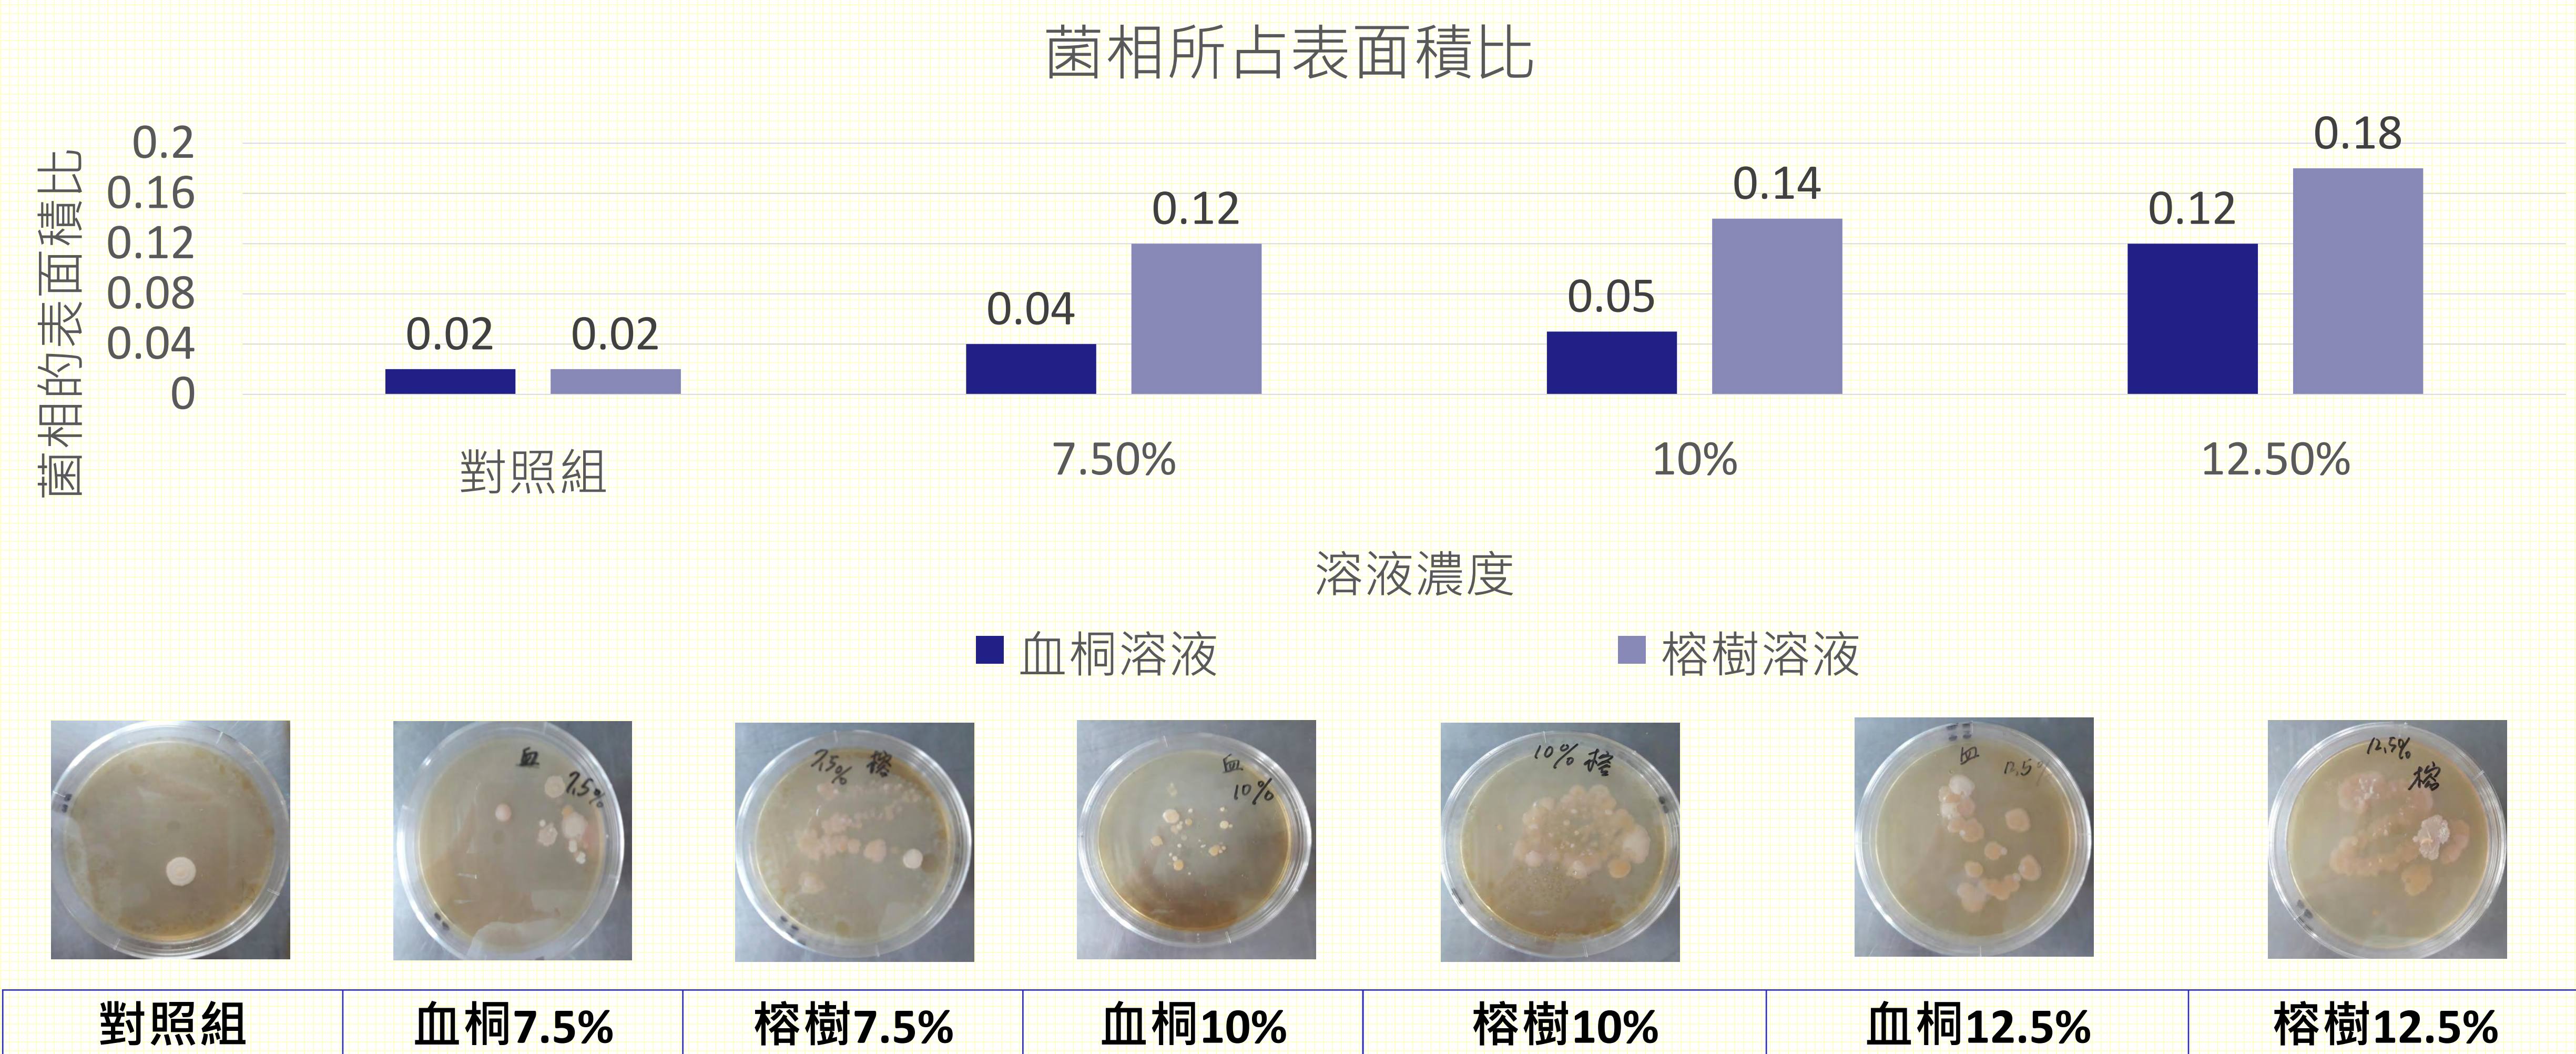 菌相所占表面積比
菌相的表面積比
0.2
0.16
0.12
0.08
0.04
0
0.02
0.02
0.04
0.12
0.05
0.14
0.12
0.18
對照組
7.50%
10%
12.50%
溶液濃度
血桐溶液
榕樹溶液
血
7.5%
7.5% 榕
血
10%
10% 榕
血
12.5%
12.5%
榕
對照組
血桐7.5%
榕樹7.5%
血桐10%
榕樹10%
血桐12.5%
榕樹12.5%